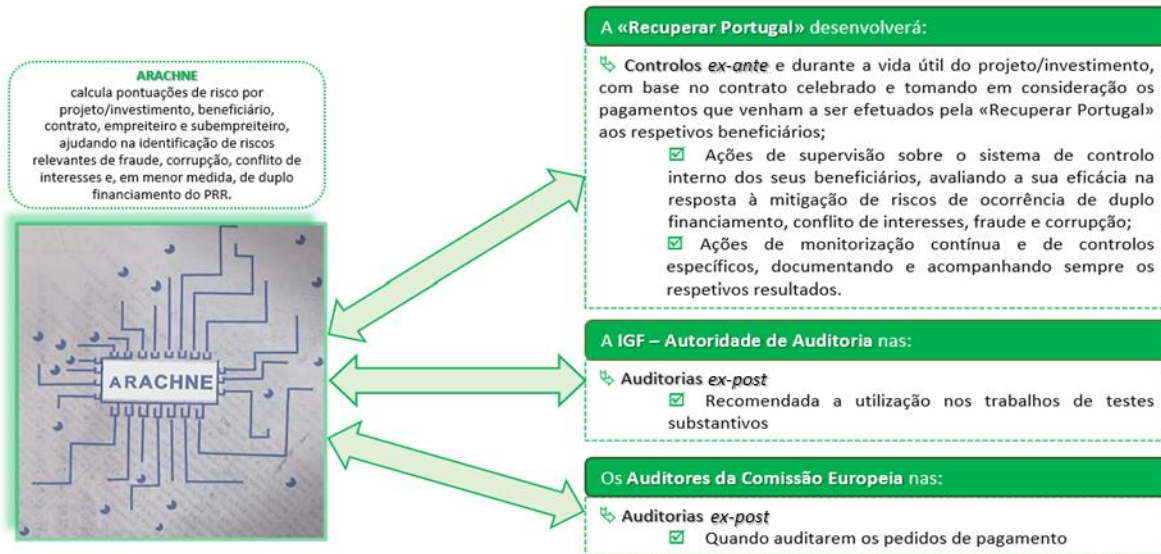 ARACHNE
calcula pontuações de risco por
projeto/investimento, beneficiário,
contrato, empreiteiro e subempreiteiro,
ajudando na identificação de riscos
relevantes de fraude, corrupção, conflito de
interesses e, em menor medida, de duplo
financiamento do PRR.
ARACHNE
A «Recuperar Portugal» desenvolverá:
Controlos ex-ante e durante a vida útil do projeto/investimento,
com base no contrato celebrado e tomando em consideração os
pagamentos que venham a ser efetuados pela «Recuperar Portugal»
aos respetivos beneficiários;
Ações de supervisão sobre o sistema de controlo
interno dos seus beneficiários, avaliando a sua eficácia na
resposta à mitigação de riscos de ocorrência de duplo
financiamento, conflito de interesses, fraude e corrupção;
Ações de monitorização contínua e de controlos
específicos, documentando e acompanhando sempre os
respetivos resultados.
A IGF – Autoridade de Auditoria nas:
Auditorias ex-post
Recomendada a utilização nos trabalhos de testes
substantivos
Os Auditores da Comissão Europeia nas:
Auditorias ex-post
Quando auditarem os pedidos de pagamento